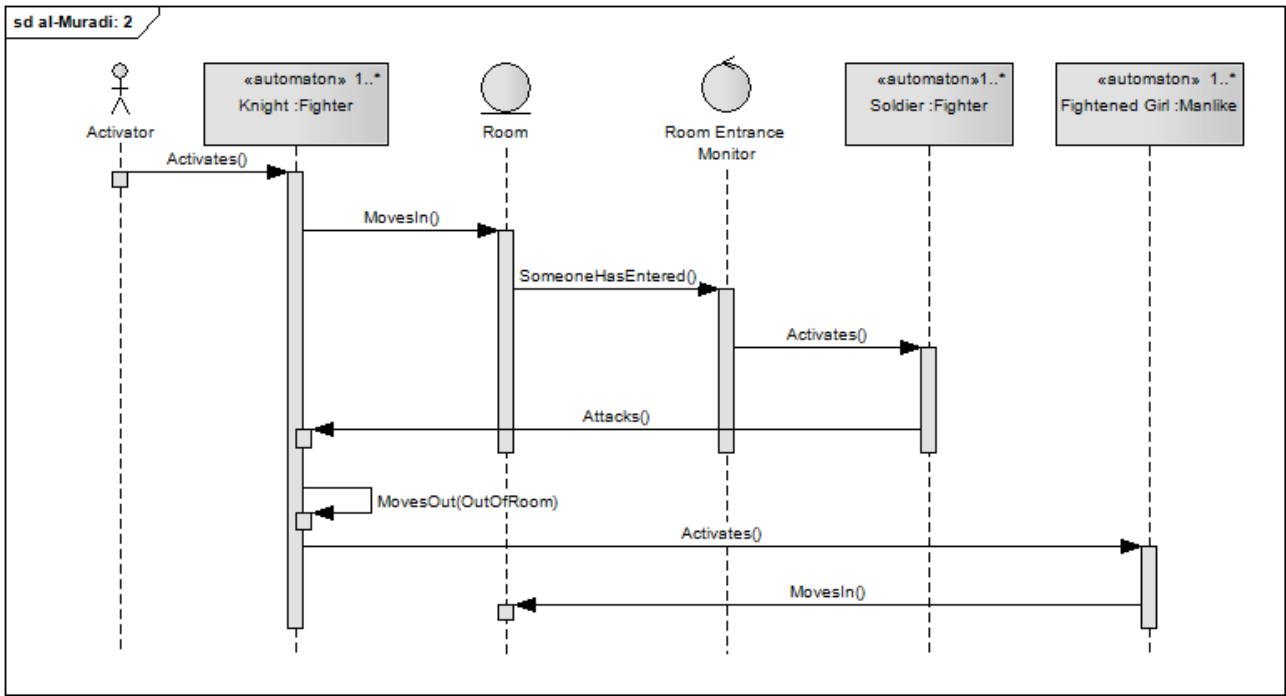 sd al-Muradi: 2
Activator
«automaton» 1..*
Knight :Fighter
Room
Room Entrance
Monitor
«automaton»1..*
Soldier :Fighter
«automaton» 1..*
Fightened Girl :Manlike
Activates()
MovesIn()
SomeoneHasEntered()
Activates()
Attacks()
MovesOut(OutOfRoom)
Activates()
MovesIn()